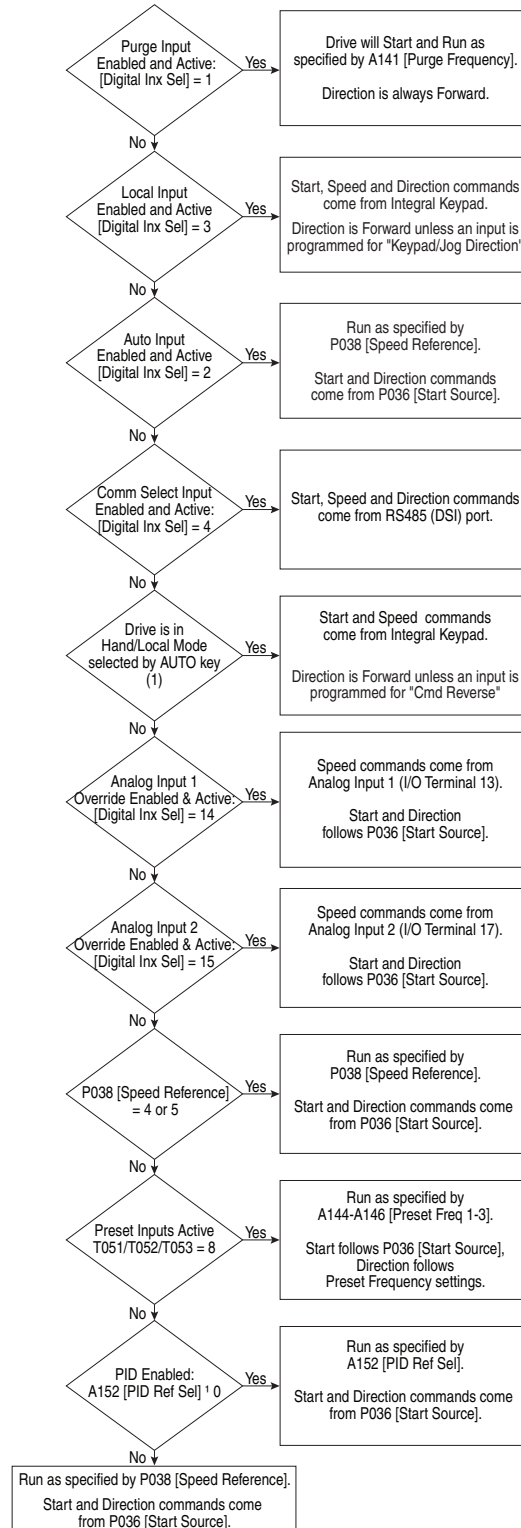 Purge Input
Enabled and Active:
[Digital Inx Sel] = 1
Yes
Drive will Start and Run as
specified by A141 [Purge Frequency].
Direction is always Forward.
No
Local Input
Enabled and Active
[Digital Inx Sel] = 3
Yes
Start, Speed and Direction commands
come from Integral Keypad.
Direction is Forward unless an input is
programmed for "Keypad/Jog Direction"
No
Auto Input
Enabled and Active
[Digital Inx Sel] = 2
Yes
Run as specified by
P038 [Speed Reference].
Start and Direction commands
come from P036 [Start Source].
No
Comm Select Input
Enabled and Active:
[Digital Inx Sel] = 4
Yes
Start, Speed and Direction commands
come from RS485 (DSI) port.
No
Drive is in
Hand/Local Mode
selected by AUTO key
(1)
Yes
Start and Speed commands
come from Integral Keypad.
Direction is Forward unless an input is
programmed for "Cmd Reverse"
No
Analog Input 1
Override Enabled & Active:
[Digital Inx Sel] = 14
Yes
Speed commands come from
Analog Input 1 (I/O Terminal 13).
Start and Direction
follows P036 [Start Source].
No
Analog Input 2
Override Enabled & Active:
[Digital Inx Sel] = 15
Yes
Speed commands come from
Analog Input 2 (I/O Terminal 17).
Start and Direction
follows P036 [Start Source].
No
P038 [Speed Reference]
= 4 or 5
Yes
Run as specified by
P038 [Speed Reference].
Start and Direction commands come
from P036 [Start Source].
No
Preset Inputs Active
T051/T052/T053 = 8
Yes
Run as specified by
A144-A146 [Preset Freq 1-3].
Start follows P036 [Start Source],
Direction follows
Preset Frequency settings.
No
PID Enabled:
A152 [PID Ref Sel] ¹ 0
Yes
Run as specified by
A152 [PID Ref Sel].
Start and Direction commands come
from P036 [Start Source].
No
Run as specified by P038 [Speed Reference].
Start and Direction commands come
from P036 [Start Source].